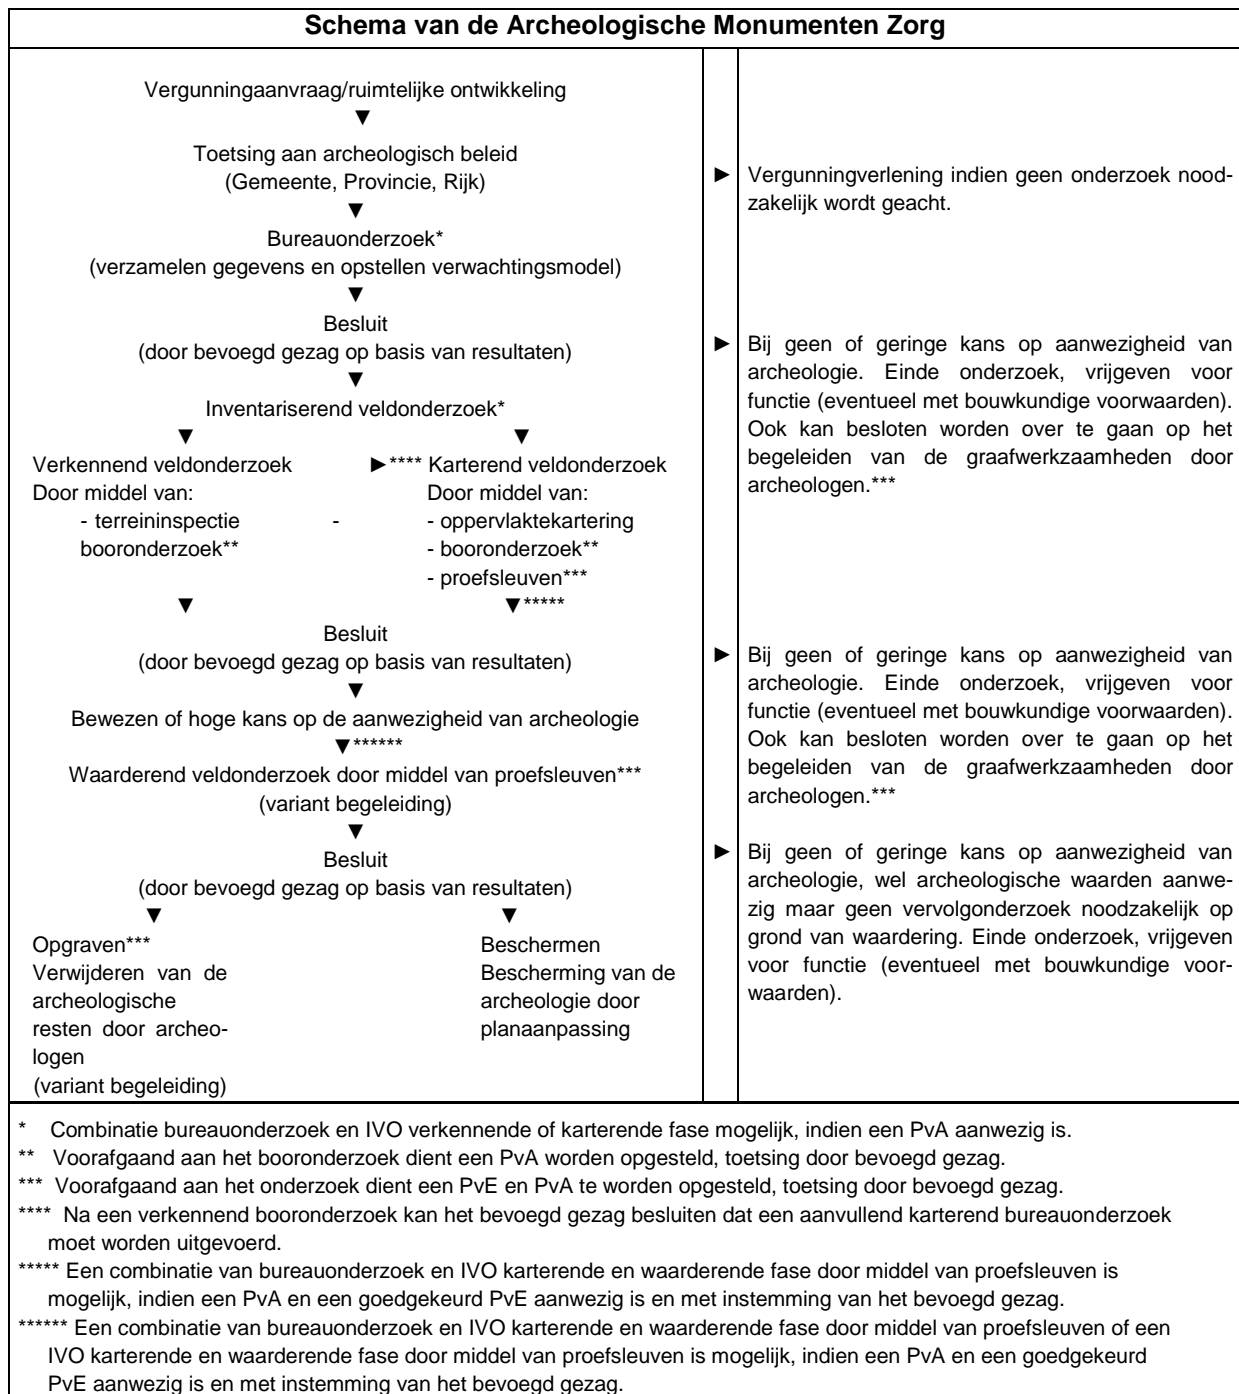 Schema van de Archeologische Monumenten Zorg
Vergunningaanvraag/ruimtelijke ontwikkeling
▼
Toetsing aan archeologisch beleid
(Gemeente, Provincie, Rijk)
▼
Bureauonderzoek*
(verzamelen gegevens en opstellen verwachtingsmodel)
▼
Besluit
(door bevoegd gezag op basis van resultaten)
▼
Inventariserend veldonderzoek*
▼ ▼
Verkennend veldonderzoek ►**** Karterend veldonderzoek
Door middel van: Door middel van:
- terreininspectie - - oppervlaktekartering
booronderzoek** - booronderzoek**
- proefsleuven***
▼ ▼*****
Besluit
(door bevoegd gezag op basis van resultaten)
▼
Bewezen of hoge kans op de aanwezigheid van archeologie
▼******
Waarderend veldonderzoek door middel van proefsleuven***
(variant begeleiding)
▼
Besluit
(door bevoegd gezag op basis van resultaten)
▼ ▼
Opgraven*** Beschermen
Verwijderen van de Bescherming van de
archeologische archeologie door
resten door archeo- planaanpassing
logen
(variant begeleiding)
► Vergunningverlening indien geen onderzoek nood-
zakelijk wordt geacht.
► Bij geen of geringe kans op aanwezigheid van
archeologie. Einde onderzoek, vrijgeven voor
functie (eventueel met bouwkundige voorwaarden).
Ook kan besloten worden over te gaan op het
begeleiden van de graafwerkzaamheden door
archeologen.***
► Bij geen of geringe kans op aanwezigheid van
archeologie. Einde onderzoek, vrijgeven voor
functie (eventueel met bouwkundige voorwaarden).
Ook kan besloten worden over te gaan op het
begeleiden van de graafwerkzaamheden door
archeologen.***
► Bij geen of geringe kans op aanwezigheid van
archeologie, wel archeologische waarden aanwe-
zig maar geen vervolgonderzoek noodzakelijk op
grond van waardering. Einde onderzoek, vrijgeven
voor functie (eventueel met bouwkundige voor-
waarden).
* Combinatie bureauonderzoek en IVO verkennende of karterende fase mogelijk, indien een PvA aanwezig is.
** Voorafgaand aan het booronderzoek dient een PvA worden opgesteld, toetsing door bevoegd gezag.
*** Voorafgaand aan het onderzoek dient een PvE en PvA te worden opgesteld, toetsing door bevoegd gezag.
**** Na een verkennend booronderzoek kan het bevoegd gezag besluiten dat een aanvullend karterend bureauonderzoek
moet worden uitgevoerd.
***** Een combinatie van bureauonderzoek en IVO karterende en waarderende fase door middel van proefsleuven is
mogelijk, indien een PvA en een goedgekeurd PvE aanwezig is en met instemming van het bevoegd gezag.
****** Een combinatie van bureauonderzoek en IVO karterende en waarderende fase door middel van proefsleuven of een
IVO karterende en waarderende fase door middel van proefsleuven is mogelijk, indien een PvA en een goedgekeurd
PvE aanwezig is en met instemming van het bevoegd gezag.